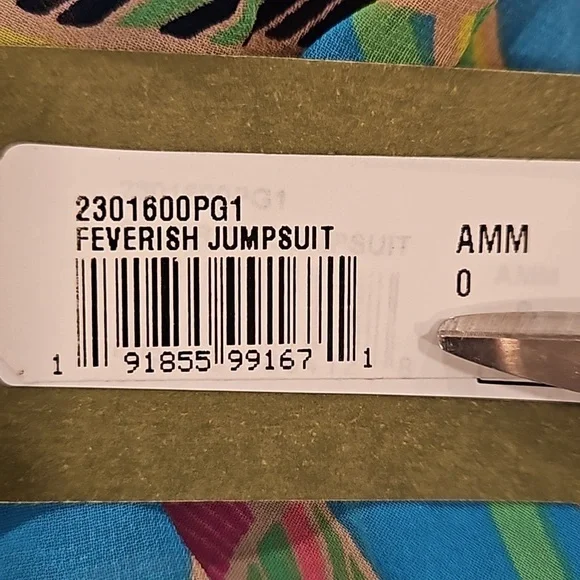 2301600PG1
FEVERISH JUMPSUIT
AMM
0
1 91855 99167 1